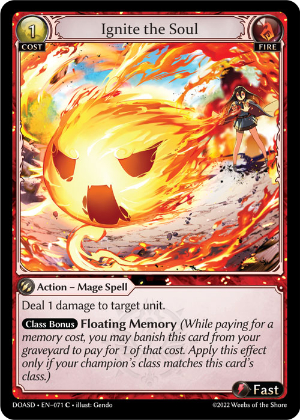 1
Ignite the Soul
COST
FIRE
Action – Mage Spell
Deal 1 damage to target unit.
Class Bonus Floating Memory (While paying for
a memory cost, you may banish this card from
your graveyard to pay for 1 of that cost. Apply this effect
only if your champion's class matches this card's
class.)
Fast
DOASD – EN-071 C • illust: Gendo
©2022 Weebs of the Shore